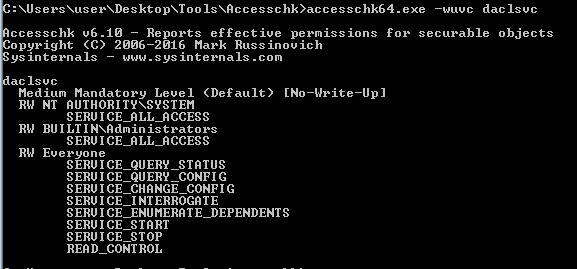 C:\Users\user\Desktop\Tools\Accesschk>accesschk64.exe -wuvc daclsvc
Accesschk v6.10 - Reports effective permissions for securable objects
Copyright (C) 2006-2016 Mark Russinovich
Sysinternals - www.sysinternals.com
daclsvc
Medium Mandatory Level (Default) [No-Write-Up]
RW NT AUTHORITY\SYSTEM
SERVICE_ALL_ACCESS
RW BUILTIN\Administrators
SERVICE_ALL_ACCESS
RW Everyone
SERVICE_QUERY_STATUS
SERVICE_QUERY_CONFIG
SERVICE_CHANGE_CONFIG
SERVICE_INTERROGATE
SERVICE_ENUMERATE_DEPENDENTS
SERVICE_START
SERVICE_STOP
READ_CONTROL